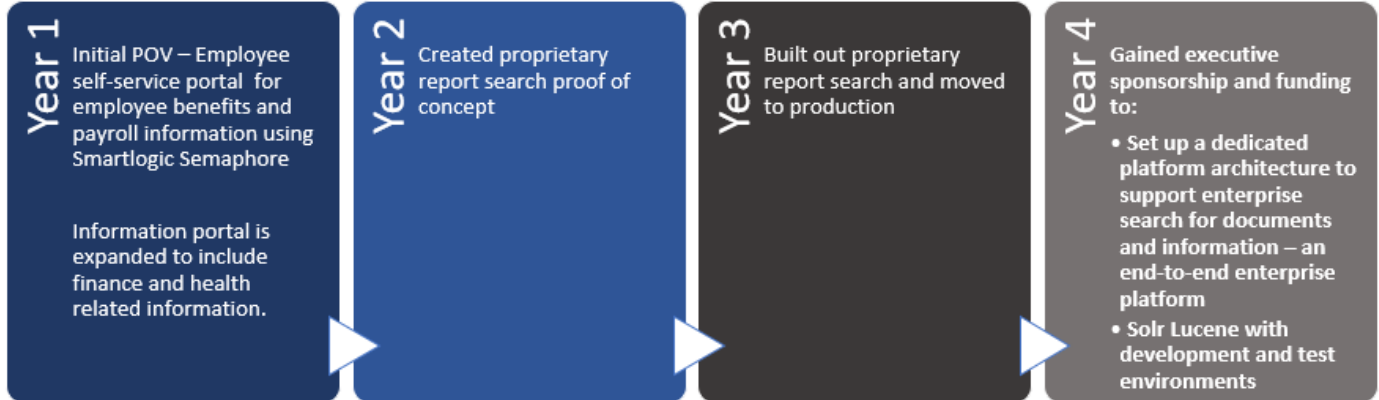 Year 1
Initial POV – Employee
self-service portal for
employee benefits and
payroll information using
Smartlogic Semaphore
Information portal is
expanded to include
finance and health
related information.
Year 2
Created proprietary
report search proof of
concept
Year 3
Built out proprietary
report search and moved
to production
Year 4
Gained executive
sponsorship and funding
to:
• Set up a dedicated
platform architecture to
support enterprise
search for documents
and information – an
end-to-end enterprise
platform
• Solr Lucene with
development and test
environments